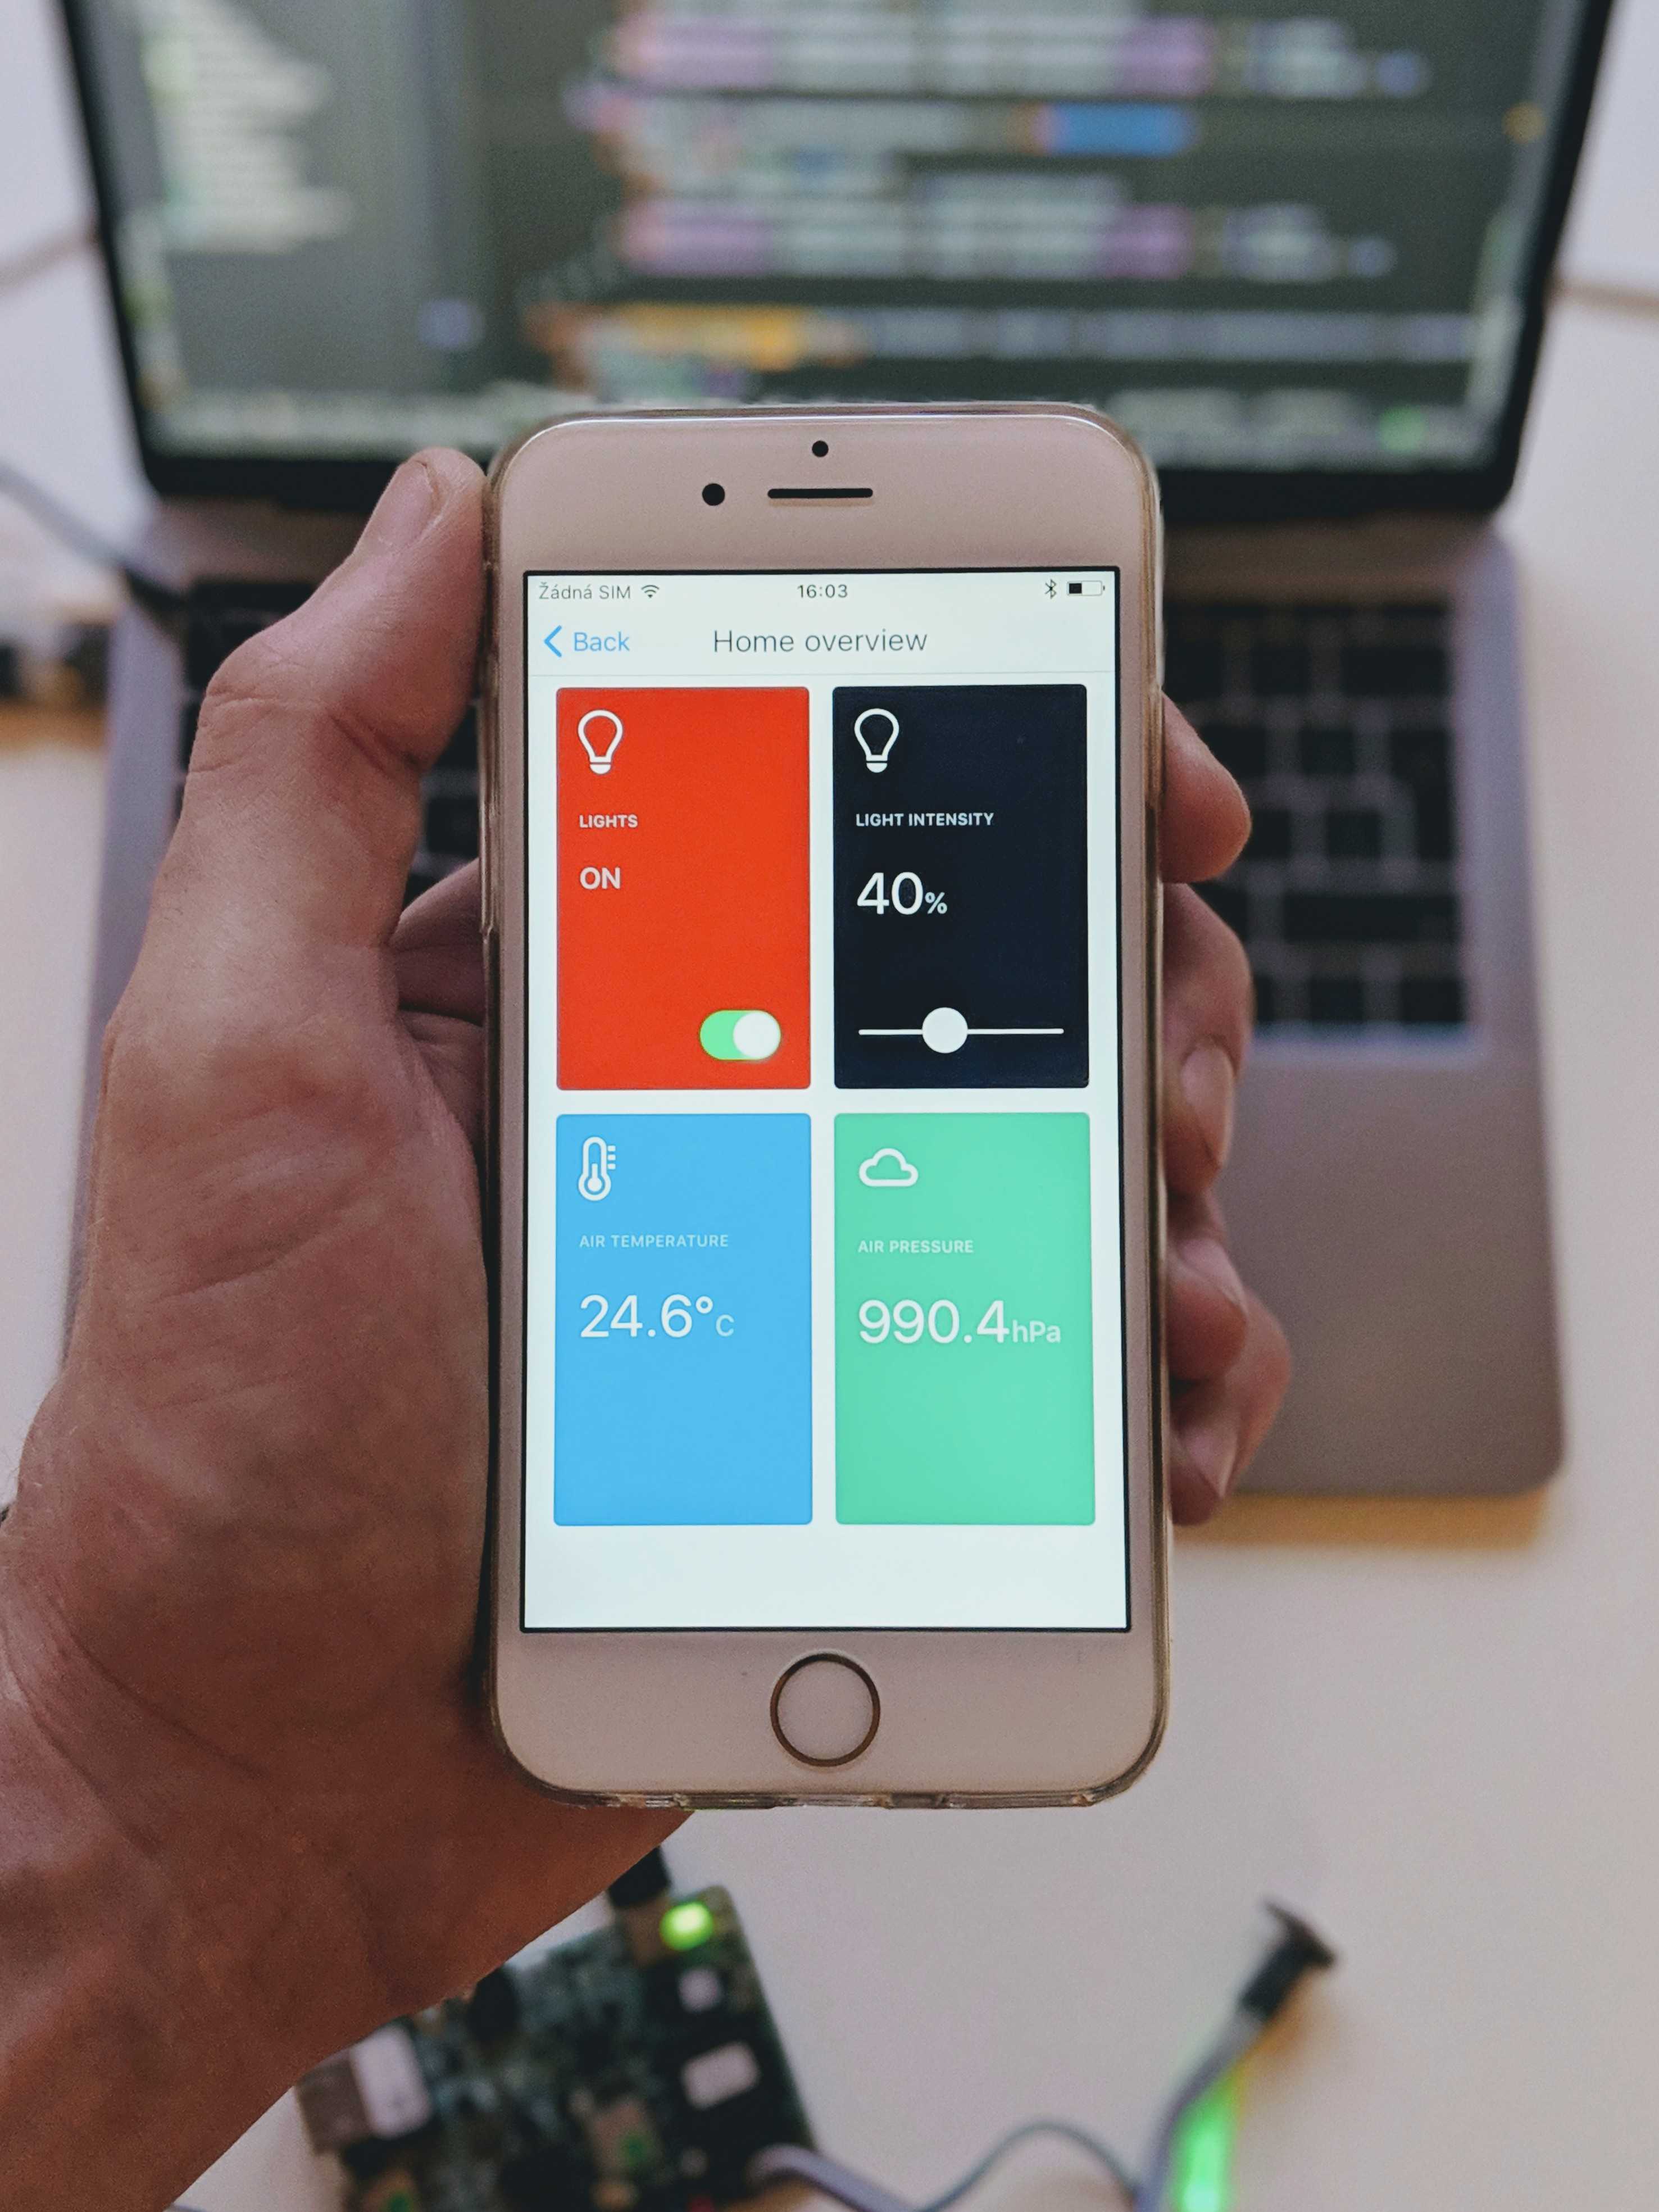 Žádná SIM 16:03
Back Home overview
LIGHTS
ON
LIGHT INTENSITY
40%
AIR TEMPERATURE
24.6°C
AIR PRESSURE
990.4hPa